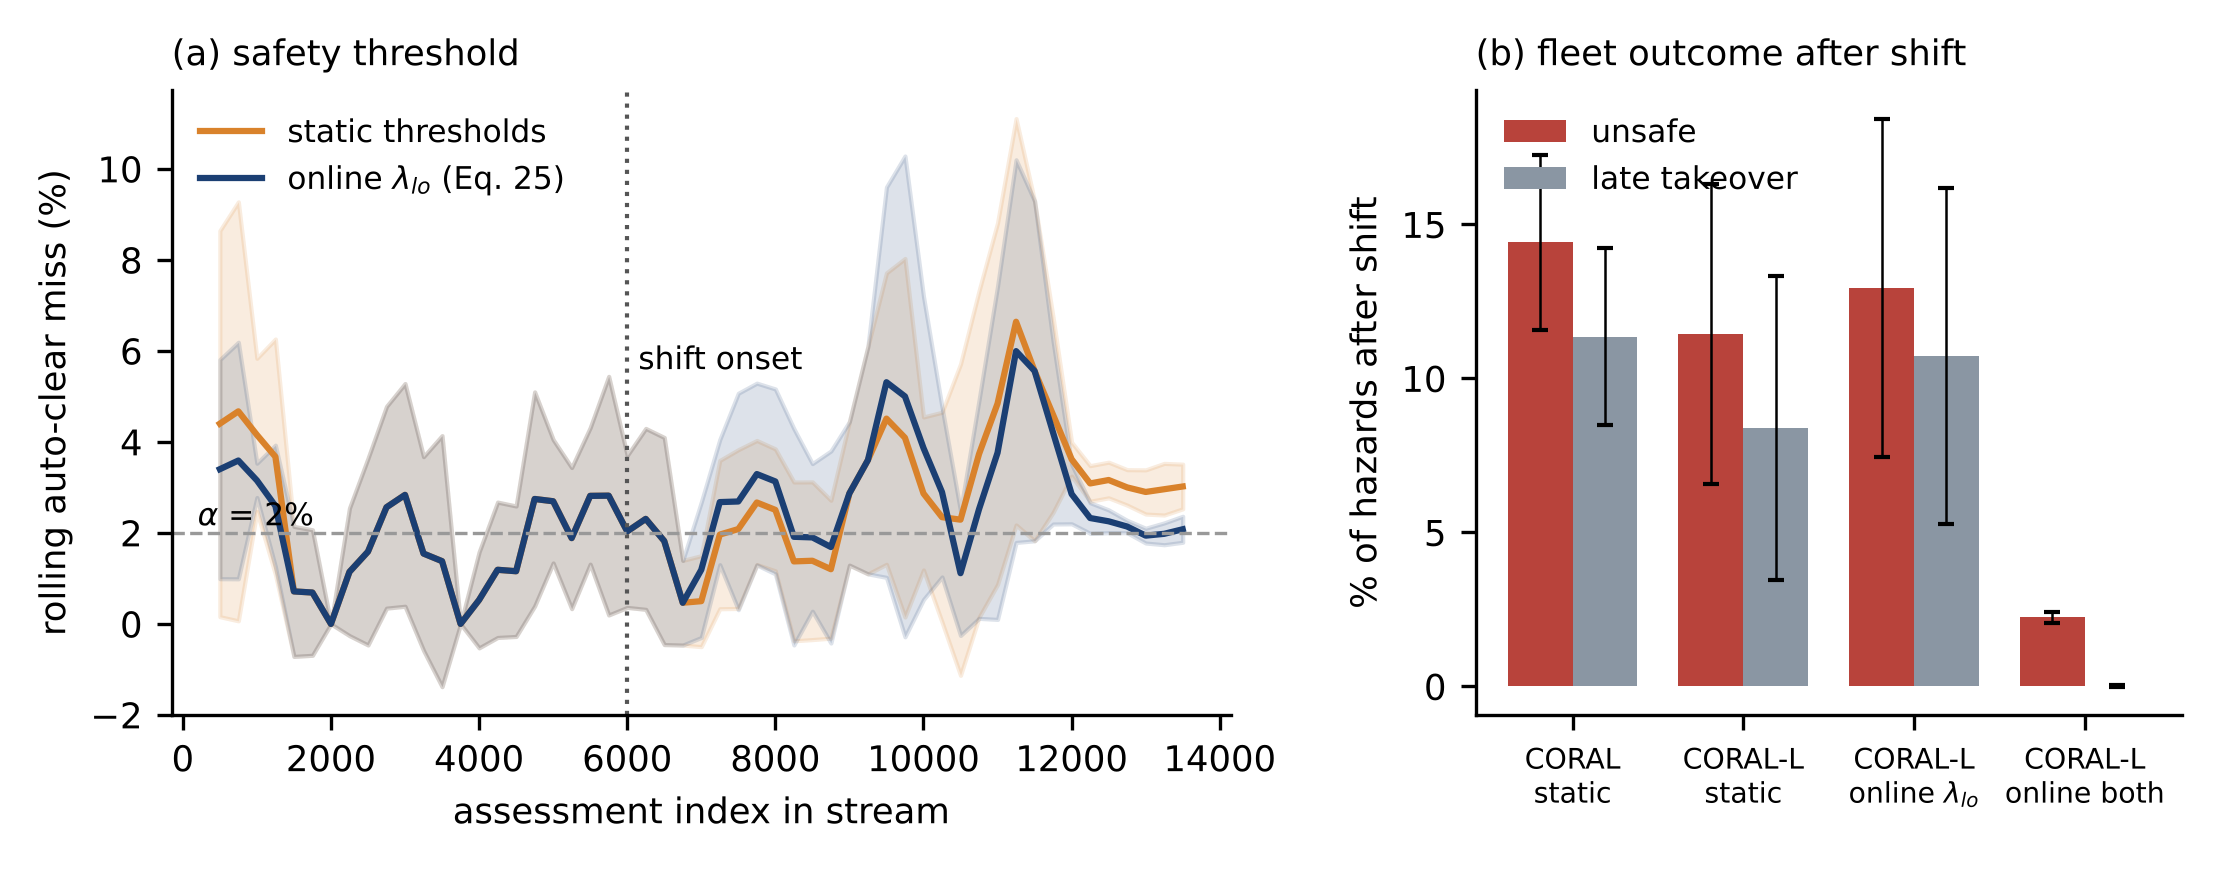 (a) safety threshold
static thresholds
online λlo (Eq. 25)
α = 2%
shift onset
rolling auto-clear miss (%)
10
8
6
4
2
0
−2
0 2000 4000 6000 8000 10000 12000 14000
assessment index in stream
(b) fleet outcome after shift
unsafe
late takeover
% of hazards after shift
15
10
5
0
CORAL
static
CORAL-L
static
CORAL-L
online λlo
CORAL-L
online both